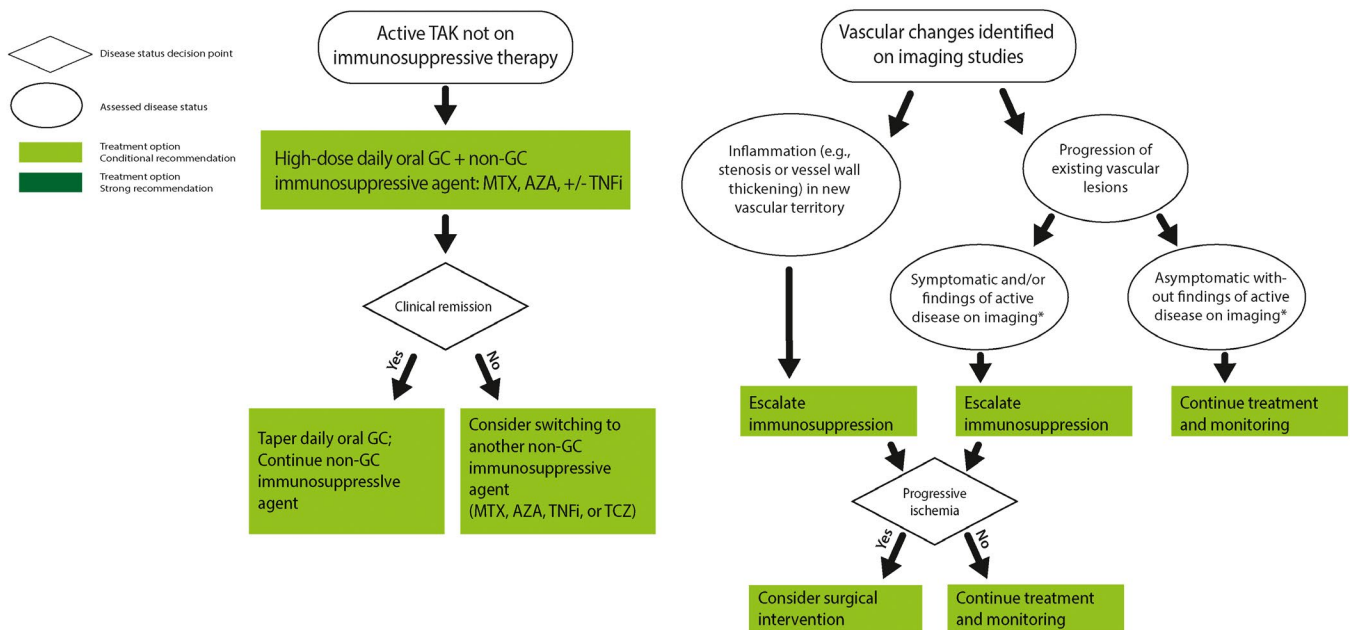 Disease status decision point
Assessed disease status
Treatment option
Conditional recommendation
Treatment option
Strong recommendation
Active TAK not on
immunosuppressive therapy
High-dose daily oral GC + non-GC
immunosuppressive agent: MTX, AZA, +/- TNFi
Clinical remission
Yes
No
Taper daily oral GC;
Continue non-GC
immunosuppressIve
agent
Consider switching to
another non-GC
immunosuppressive
agent
(MTX, AZA, TNFi, or TCZ)
Vascular changes identified
on imaging studies
Inflammation (e.g.,
stenosis or vessel wall
thickening) in new
vascular territory
Progression of
existing vascular
lesions
Symptomatic and/or
findings of active
disease on imaging*
Asymptomatic with-
out findings of active
disease on imaging*
Escalate
immunosuppression
Escalate
immunosuppression
Continue treatment
and monitoring
Progressive
ischemia
Yes
No
Consider surgical
intervention
Continue treatment
and monitoring